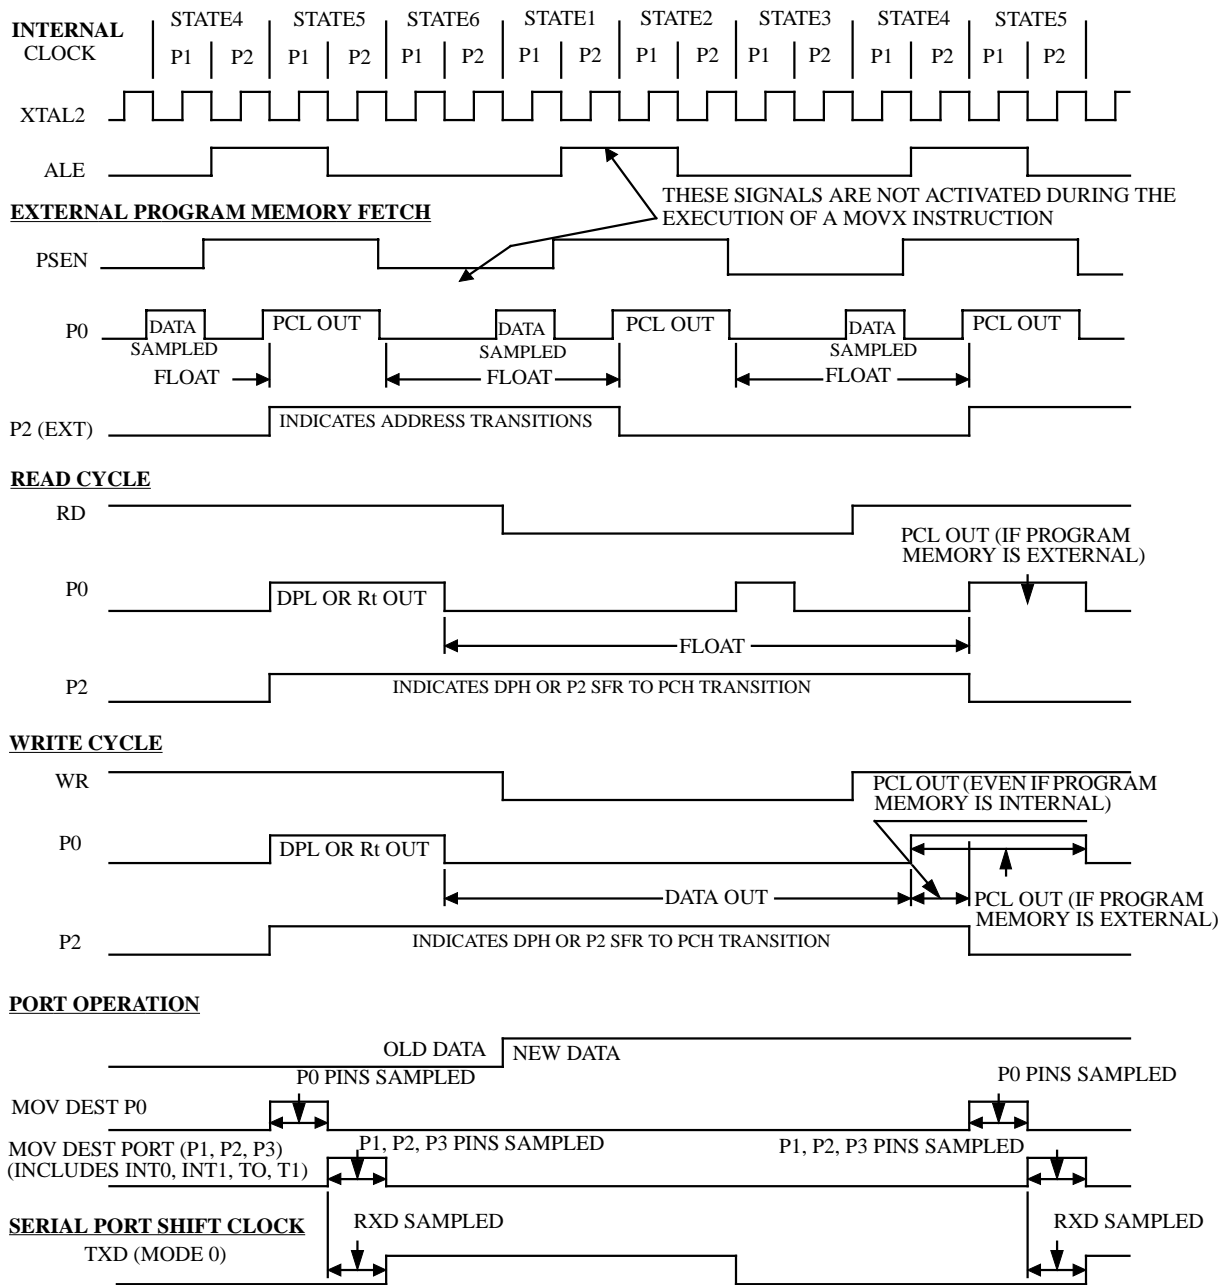 INTERNAL
CLOCK
STATE4 STATE5 STATE6 STATE1 STATE2 STATE3 STATE4 STATE5
P1 P2 P1 P2 P1 P2 P1 P2 P1 P2 P1 P2 P1 P2 P1 P2
XTAL2
ALE
THESE SIGNALS ARE NOT ACTIVATED DURING THE
EXECUTION OF A MOVX INSTRUCTION
EXTERNAL PROGRAM MEMORY FETCH
PSEN
P0
DATA PCL OUT DATA PCL OUT DATA PCL OUT
SAMPLED SAMPLED SAMPLED
FLOAT FLOAT FLOAT
P2 (EXT)
INDICATES ADDRESS TRANSITIONS
READ CYCLE
RD
PCL OUT (IF PROGRAM
MEMORY IS EXTERNAL)
P0
DPL OR Rt OUT
FLOAT
P2
INDICATES DPH OR P2 SFR TO PCH TRANSITION
WRITE CYCLE
WR
PCL OUT (EVEN IF PROGRAM
MEMORY IS INTERNAL)
P0
DPL OR Rt OUT
DATA OUT
PCL OUT (IF PROGRAM
MEMORY IS EXTERNAL)
P2
INDICATES DPH OR P2 SFR TO PCH TRANSITION
PORT OPERATION
OLD DATA NEW DATA
P0 PINS SAMPLED P0 PINS SAMPLED
MOV DEST P0
MOV DEST PORT (P1, P2, P3)
(INCLUDES INT0, INT1, TO, T1)
P1, P2, P3 PINS SAMPLED P1, P2, P3 PINS SAMPLED
SERIAL PORT SHIFT CLOCK
TXD (MODE 0)
RXD SAMPLED RXD SAMPLED